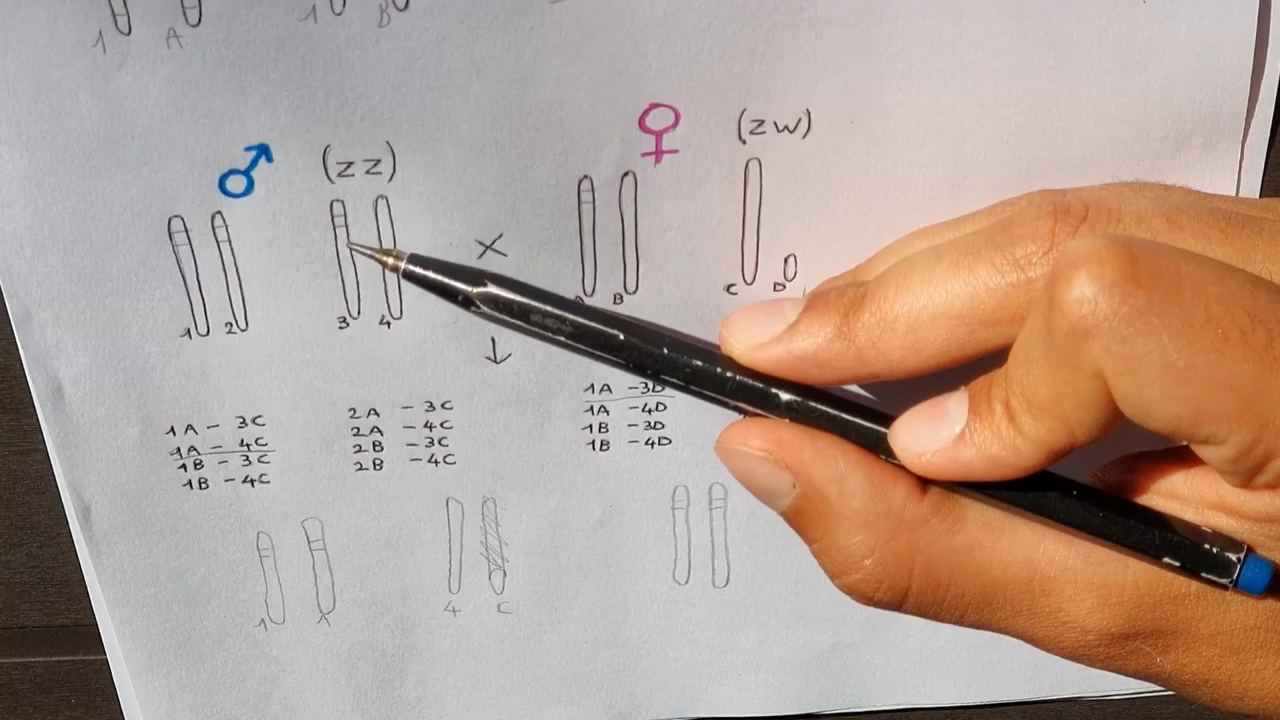 1 A 1 B
(ZZ) (ZW)
1 2 3 4 × A B C D
1A - 3C
1A - 4C
1B - 3C
1B - 4C
2A - 3C
2A - 4C
2B - 3C
2B - 4C
1A - 3D
1A - 4D
1B - 3D
1B - 4D
1 A 4 C